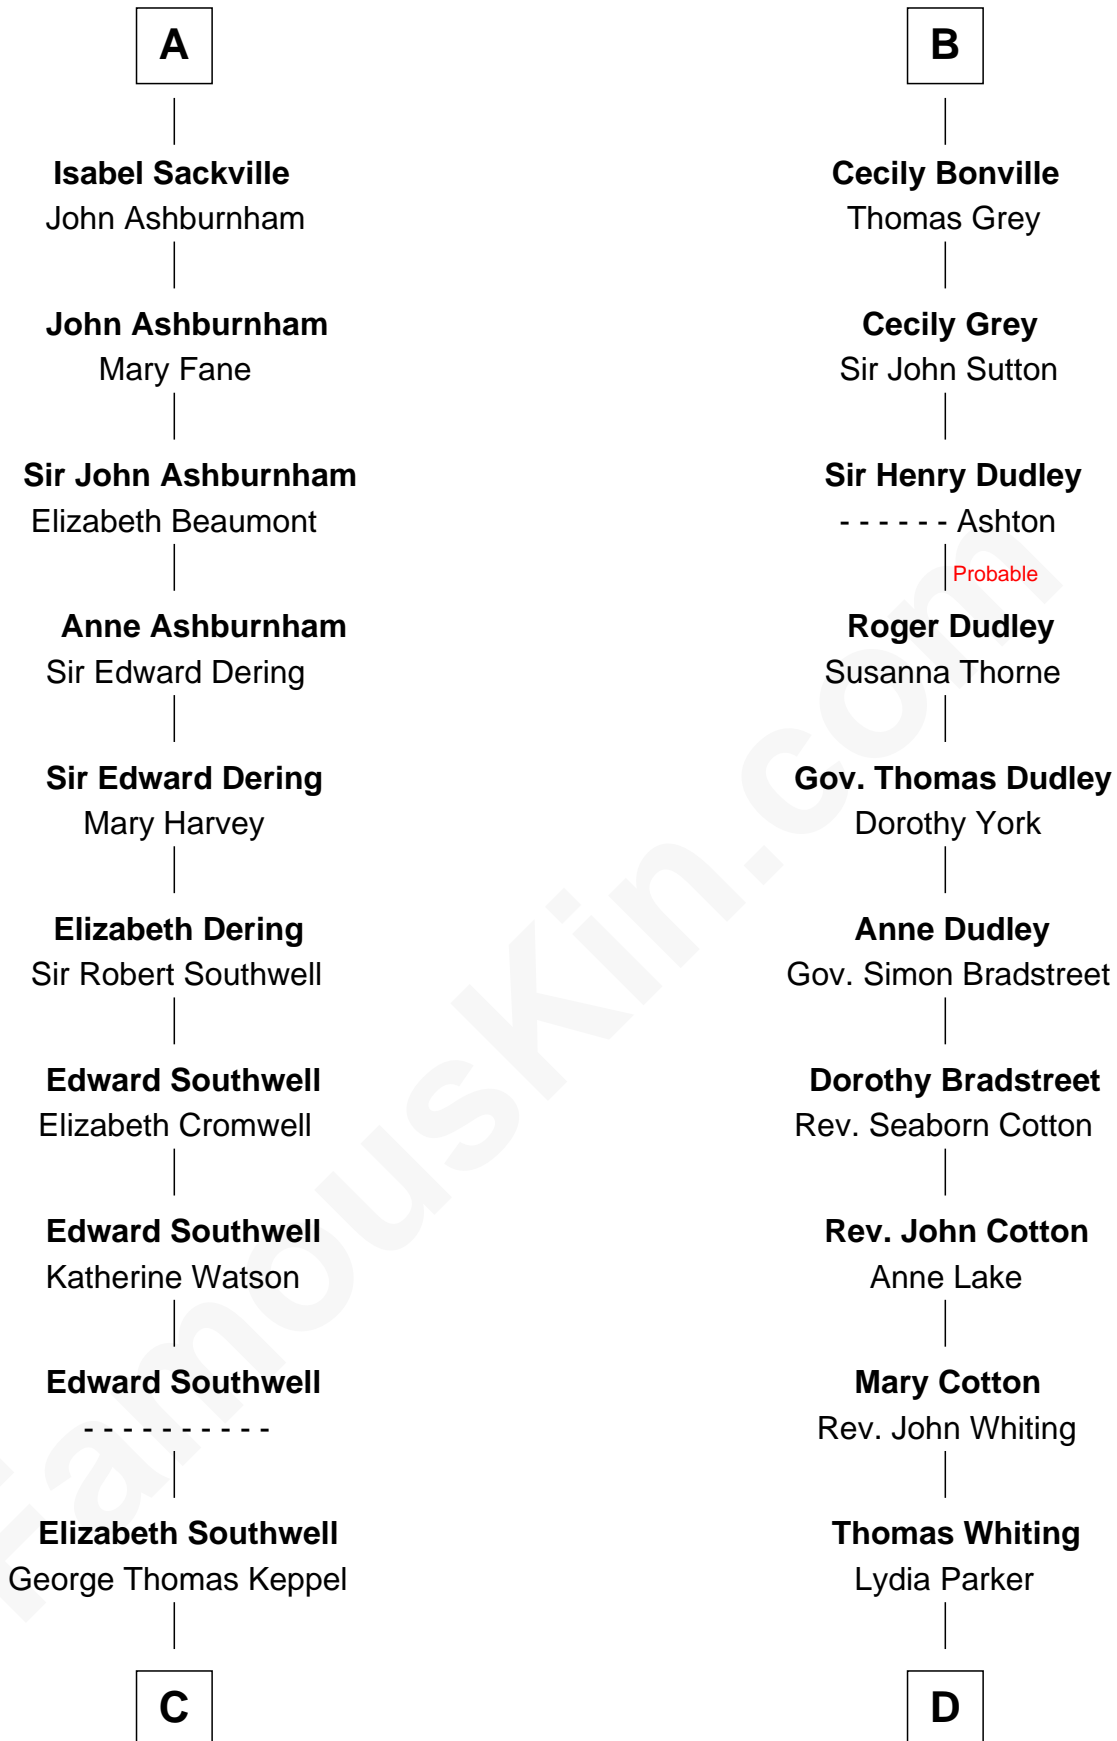 A
Isabel Sackville
John Ashburnham
John Ashburnham
Mary Fane
Sir John Ashburnham
Elizabeth Beaumont
Anne Ashburnham
Sir Edward Dering
Sir Edward Dering
Mary Harvey
Elizabeth Dering
Sir Robert Southwell
Edward Southwell
Elizabeth Cromwell
Edward Southwell
Katherine Watson
Edward Southwell
- - - - - - - - - -
Elizabeth Southwell
George Thomas Keppel
C
B
Cecily Bonville
Thomas Grey
Cecily Grey
Sir John Sutton
Sir Henry Dudley
- - - - - - Ashton
Probable
Roger Dudley
Susanna Thorne
Gov. Thomas Dudley
Dorothy York
Anne Dudley
Gov. Simon Bradstreet
Dorothy Bradstreet
Rev. Seaborn Cotton
Rev. John Cotton
Anne Lake
Mary Cotton
Rev. John Whiting
Thomas Whiting
Lydia Parker
D
FamousKin.com